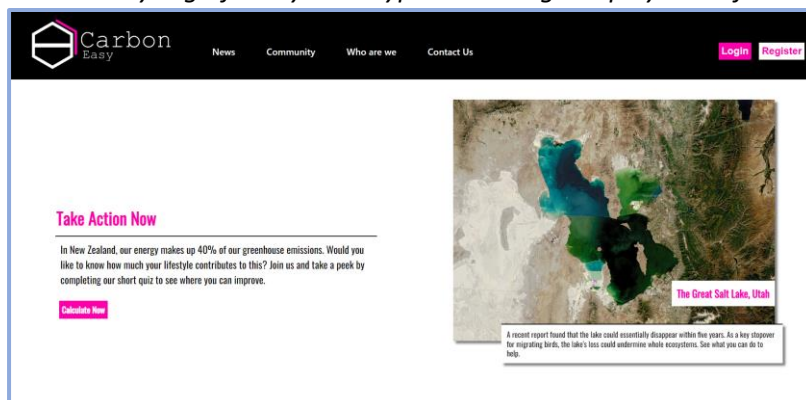 Carbon
Easy
News Community Who are we Contact Us
Login Register
Take Action Now
In New Zealand, our energy makes up 40% of our greenhouse emissions. Would you
like to know how much your lifestyle contributes to this? Join us and take a peek by
completing our short quiz to see where you can improve.
Calculate Now
The Great Salt Lake, Utah
A recent report found that the lake could essentially disappear within five years. As a key stopover
for migrating birds, the lake's loss could undermine whole ecosystems. See what you can do to
help.